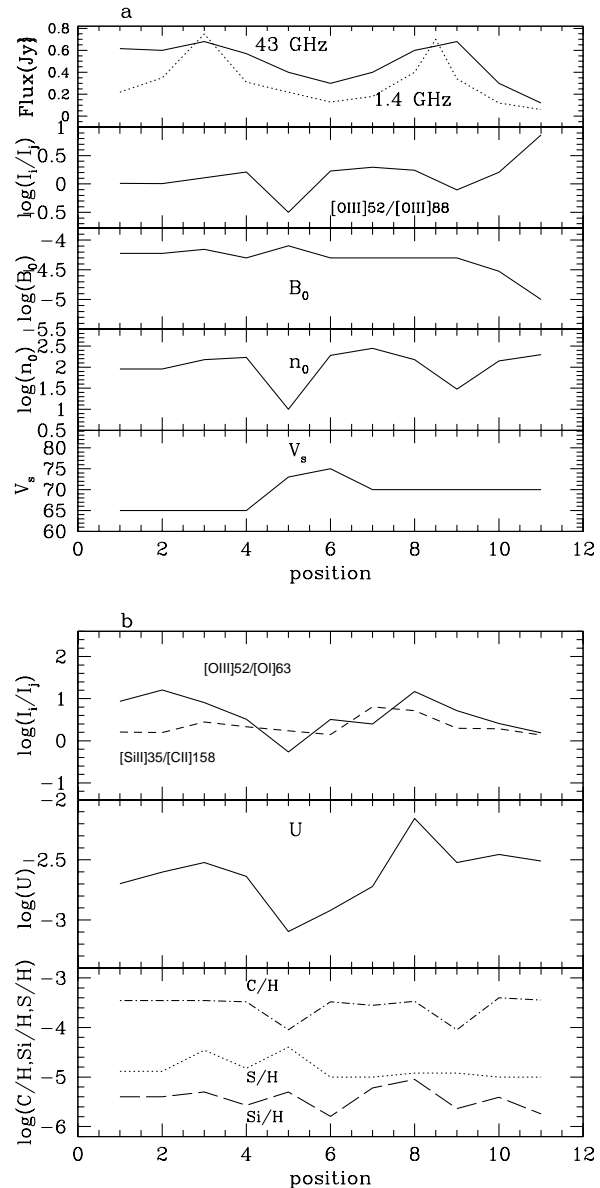 a
Flux(Jy)
0.8
0.6
0.4
0.2
0
43 GHz
1.4 GHz
log(I_i/I_j)
1
0.5
0
0.5
[OIII]52/[OIII]88
log(B_0)
−4
4.5
−5
5.5
B_0
log(n_0)
2.5
2
1.5
1
0.5
n_0
V_s
80
75
70
65
60
V_s
0 2 4 6 8 10 12
position
b
log(I_i/I_j)
2
1
0
−1
−2
[OIII]52/[OI]63
[SiII]35/[CII]158
log(U)
2.5
−3
U
log(C/H,Si/H,S/H)
−3
−4
−5
−6
C/H
S/H
Si/H
0 2 4 6 8 10 12
position